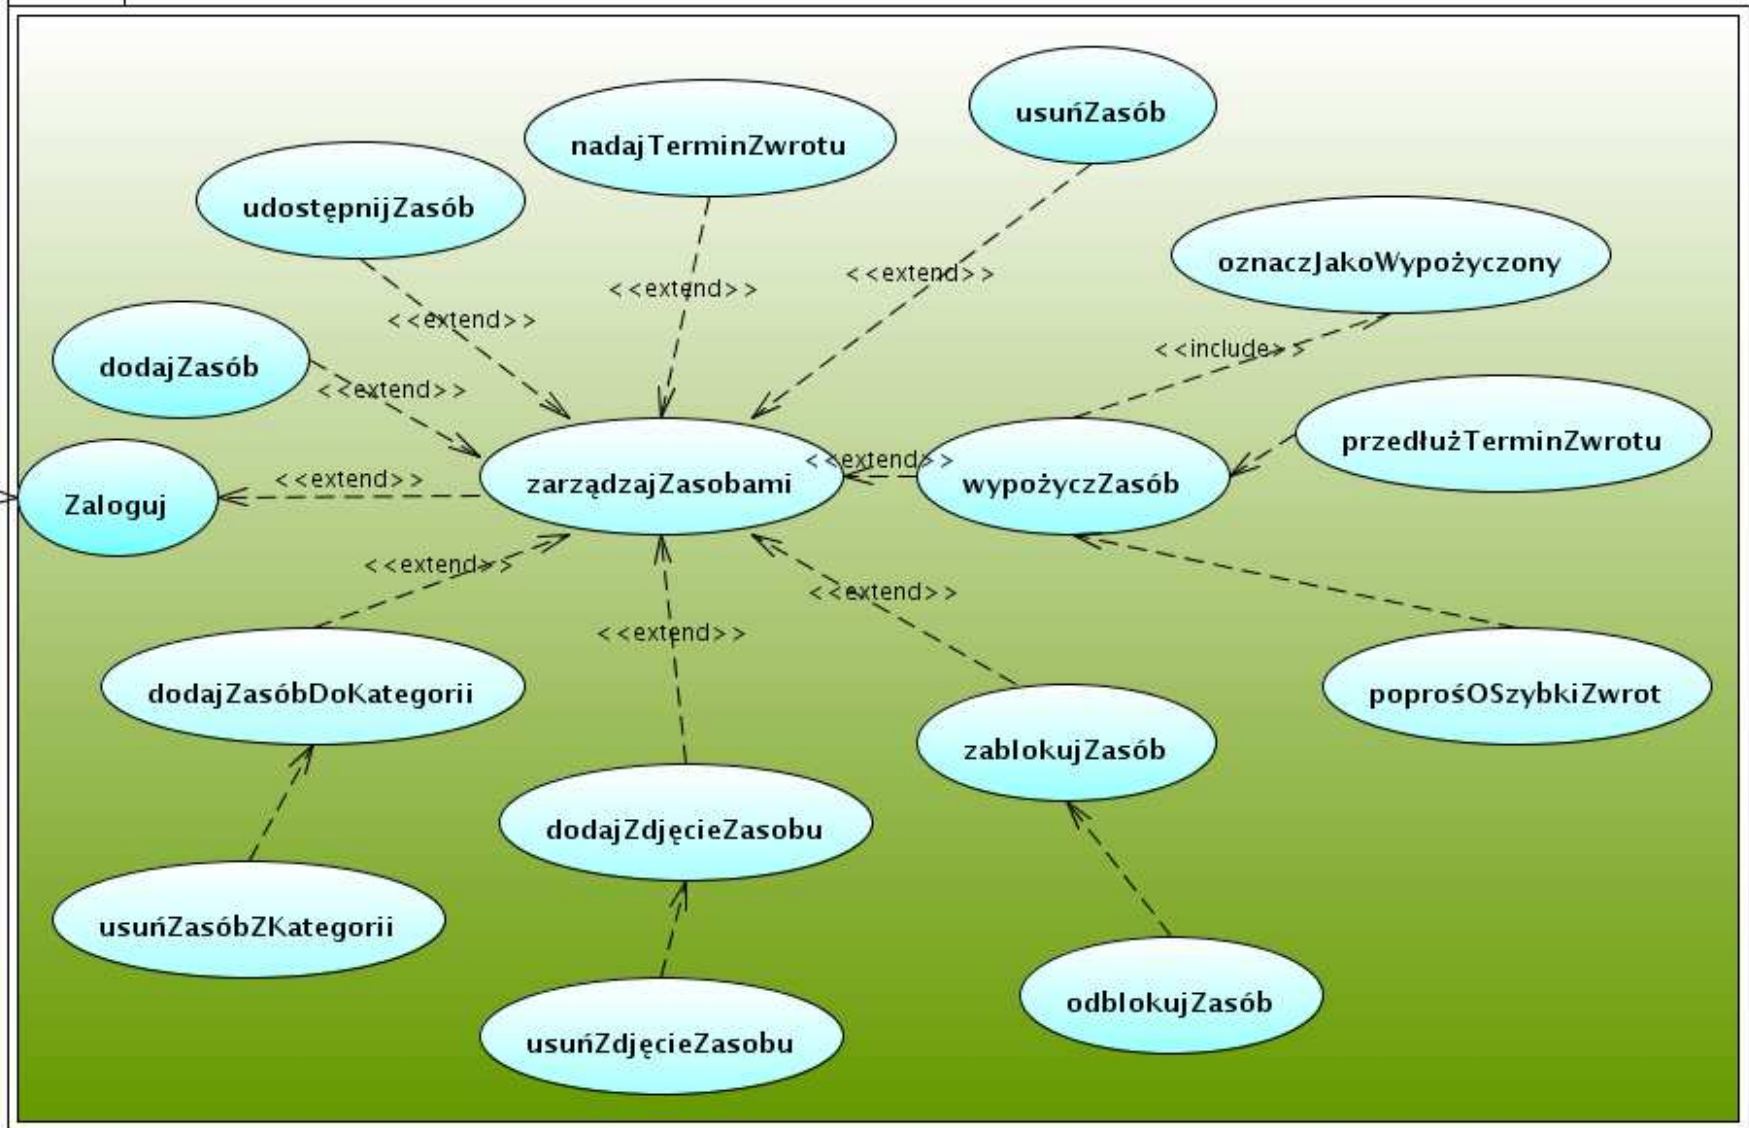 usuńZasób
nadajTerminZwrotu
udostępnijZasób
oznaczJakoWypożyczony
<<extend>>
<<extend>>
<<extend>>
<<include>>
dodajZasób
<<extend>>
przedłużTerminZwrotu
<<extend>>
zarządzajZasobami
wypożyczZasób
<<extend>>
Zaloguj
<<extend>>
<<extend>>
<<extend>>
dodajZasóbDoKategorii
poprośOSzybkiZwrot
zablokujZasób
dodajZdjęcieZasobu
usuńZasóbZKategorii
odblokujZasób
usuńZdjęcieZasobu